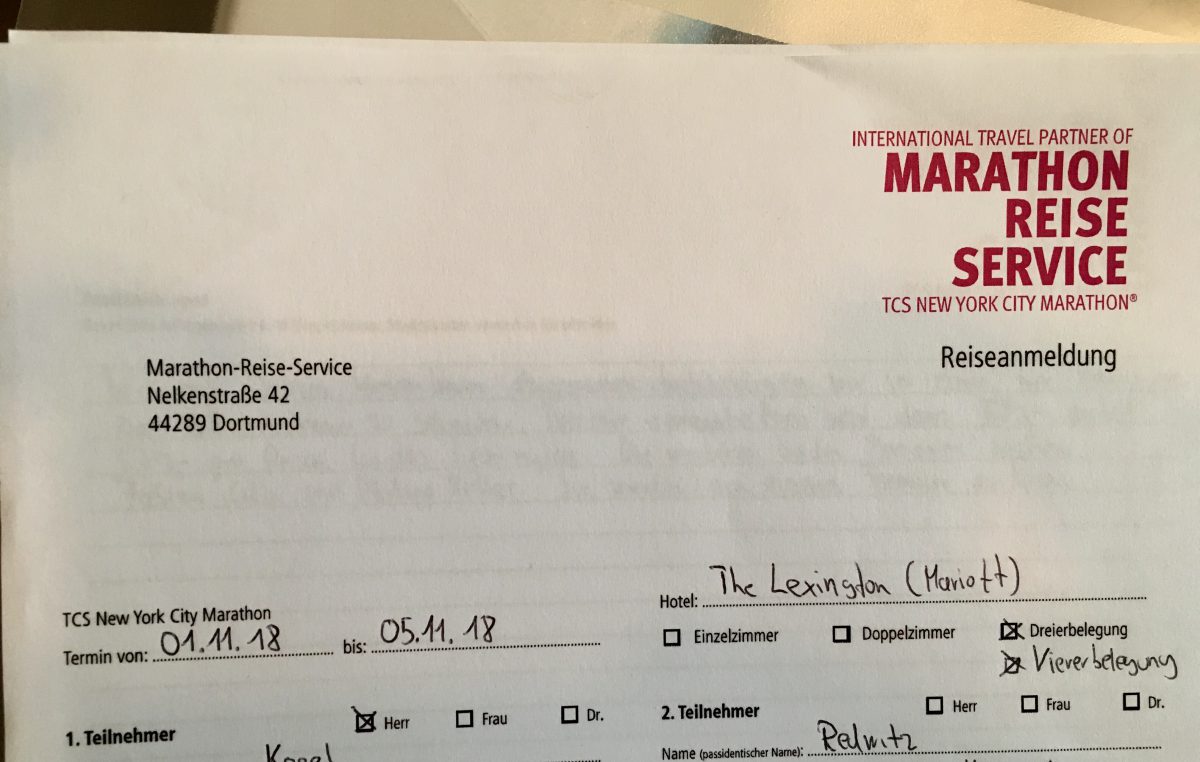 INTERNATIONAL TRAVEL PARTNER OF
MARATHON
REISE
SERVICE
TCS NEW YORK CITY MARATHON®
Reiseanmeldung
Marathon-Reise-Service
Nelkenstraße 42
44289 Dortmund
TCS New York City Marathon
Termin von: 01.11.18 bis: 05.11.18
Hotel: The Lexington (Mariott)
Einzelzimmer Doppelzimmer Dreierbelegung
Viererbelegung
1. Teilnehmer Herr Frau Dr.
2. Teilnehmer Herr Frau Dr.
Name (passidentischer Name): Redwitz